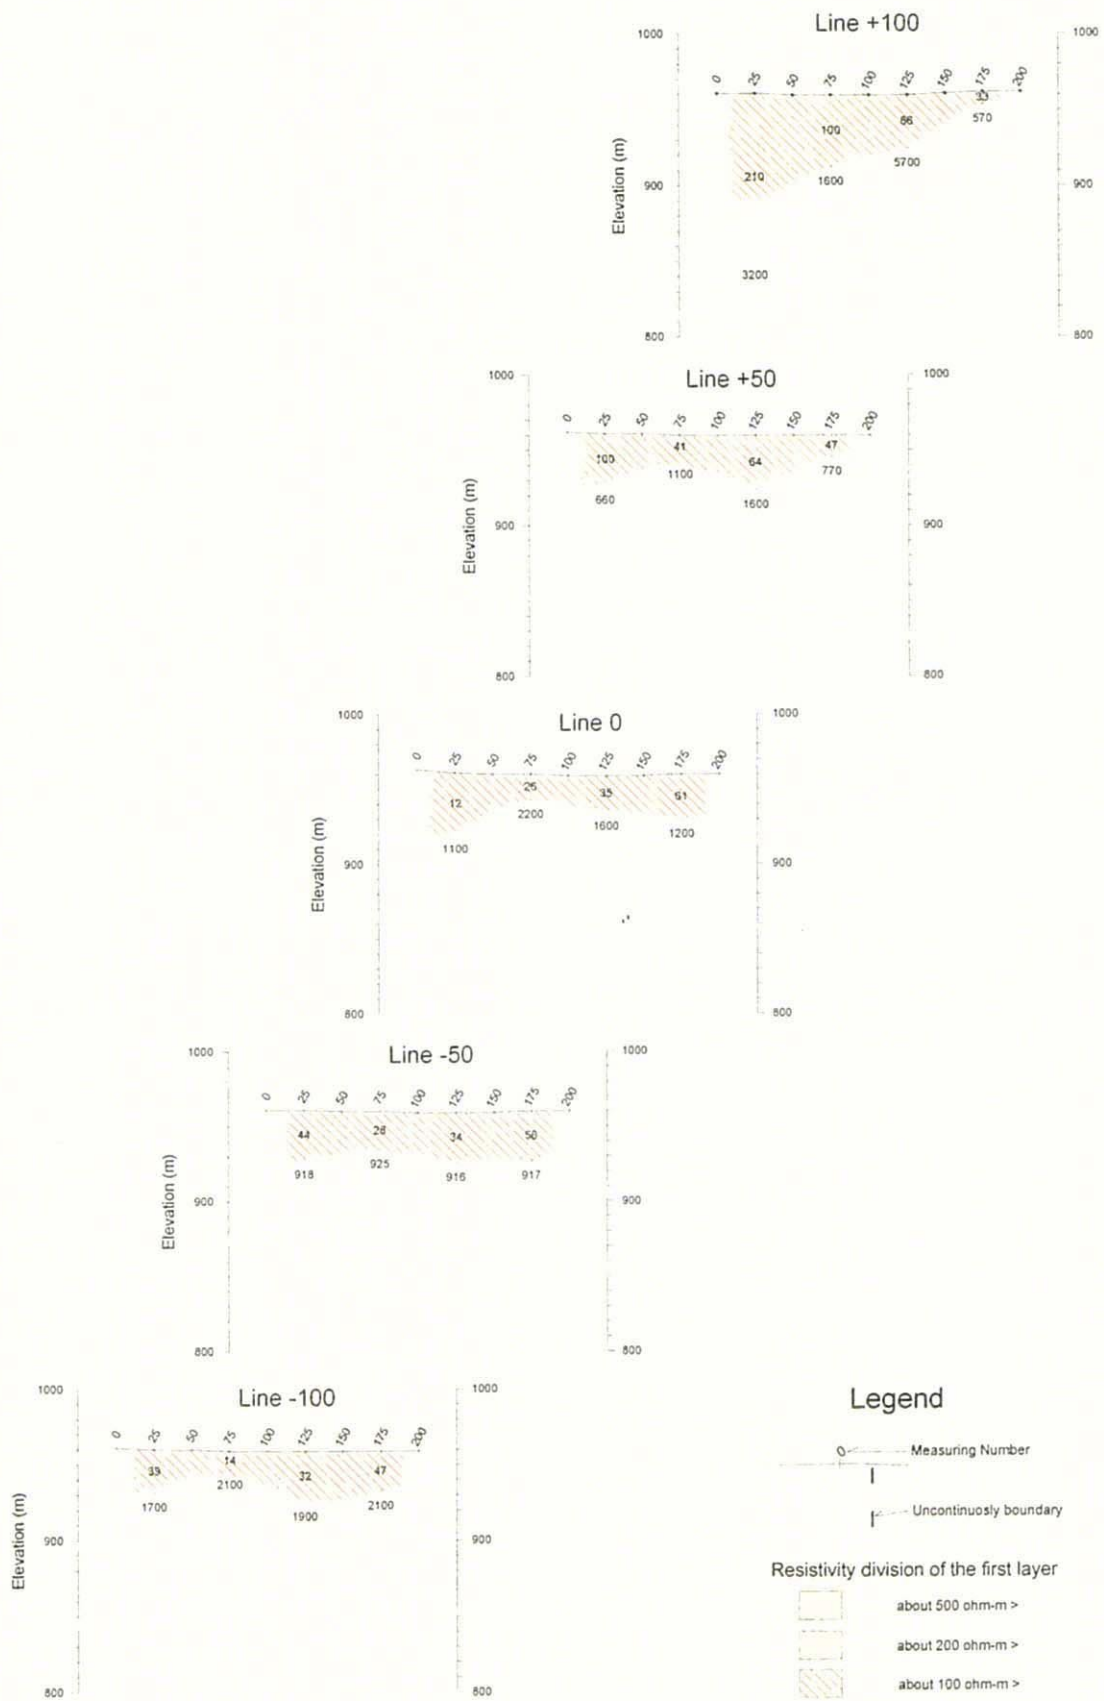 Line +100
1000
1000
0 25 50 75 100 125 150 175 200
210 100 66 33
3200 1600 5700 570
Elevation (m)
900
900
800
800
Line +50
1000
1000
0 25 50 75 100 125 150 175 200
100 41 64 47
660 1100 1600 770
Elevation (m)
900
900
800
800
Line 0
1000
1000
0 25 50 75 100 125 150 175 200
12 35 61
1100 2200 1600 1200
Elevation (m)
900
900
800
800
Line -50
1000
1000
0 25 50 75 100 125 150 175 200
44 34
918 925 916 917
Elevation (m)
900
900
800
800
Line -100
1000
1000
0 25 50 75 100 125 150 175 200
14 32 47
1700 2100 1900 2100
Elevation (m)
900
900
800
800
Legend
0
Measuring Number
Uncontinuosly boundary
Resistivity division of the first layer
about 500 ohm-m >
about 200 ohm-m >
about 100 ohm-m >